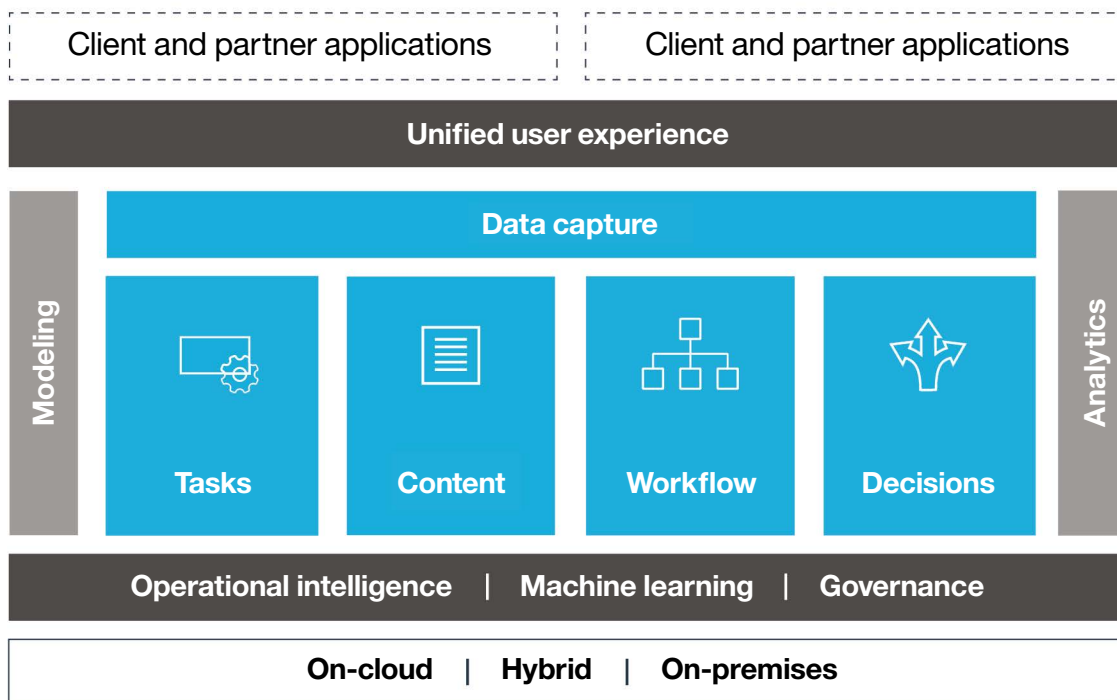 Client and partner applications
Client and partner applications
Unified user experience
Modeling
Data capture
Tasks
Content
Workflow
Decisions
Analytics
Operational intelligence | Machine learning | Governance
On-cloud | Hybrid | On-premises